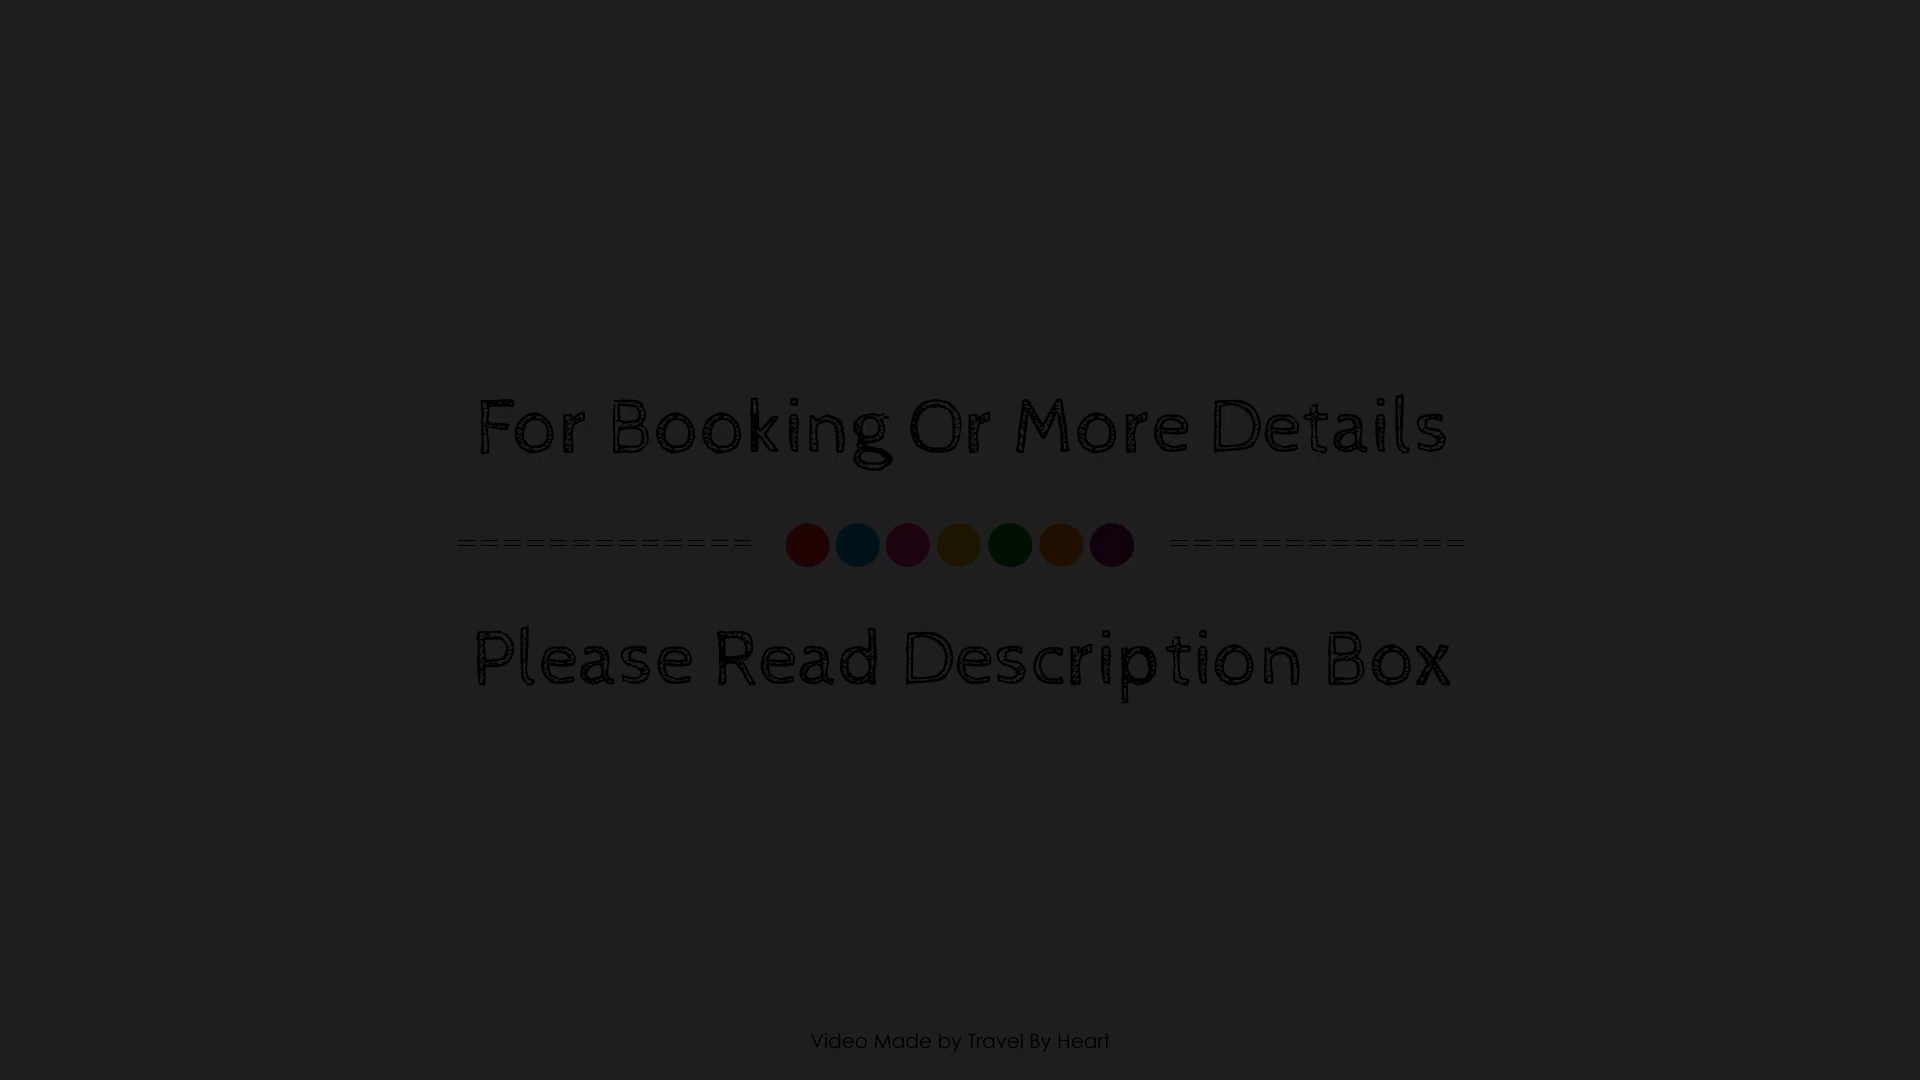 For Booking Or More Details
============= =============
Please Read Description Box
Video Made by Travel By Heart